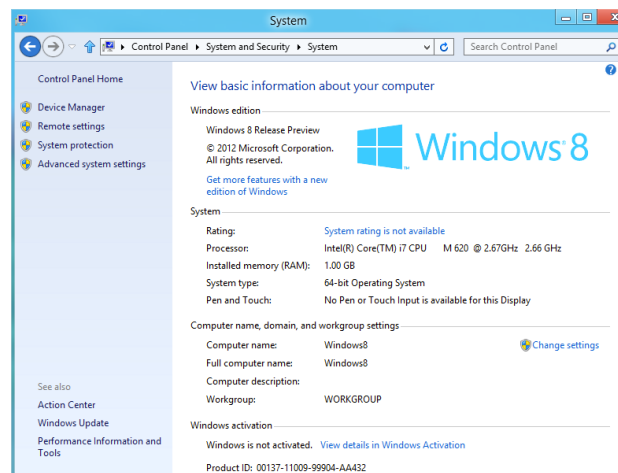 System
Control Panel ▸ System and Security ▸ System
Search Control Panel
Control Panel Home
Device Manager
Remote settings
System protection
Advanced system settings
See also
Action Center
Windows Update
Performance Information and
Tools
View basic information about your computer
Windows edition
Windows 8 Release Preview
© 2012 Microsoft Corporation.
All rights reserved.
Get more features with a new
edition of Windows
Windows 8
System
Rating: System rating is not available
Processor: Intel(R) Core(TM) i7 CPU M 620 @ 2.67GHz 2.66 GHz
Installed memory (RAM): 1.00 GB
System type: 64-bit Operating System
Pen and Touch: No Pen or Touch Input is available for this Display
Computer name, domain, and workgroup settings
Computer name: Windows8 Change settings
Full computer name: Windows8
Computer description:
Workgroup: WORKGROUP
Windows activation
Windows is not activated. View details in Windows Activation
Product ID: 00137-11009-99904-AA432